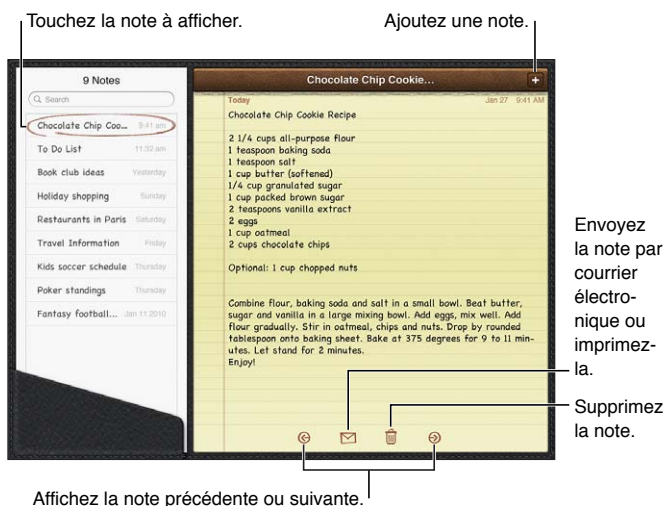 Touchez la note à afficher.
Ajoutez une note.
9 Notes
Search
Chocolate Chip Coo... 9:41 am
To Do List 11:32 am
Book club ideas Yesterday
Holiday shopping Sunday
Restaurants in Paris Saturday
Travel Information Friday
Kids soccer schedule Thursday
Poker standings Thursday
Fantasy football... Jan 11 2010
Chocolate Chip Cookie...
+
Today Jan 27 9:41 AM
Chocolate Chip Cookie Recipe
2 1/4 cups all-purpose flour
1 teaspoon baking soda
1 teaspoon salt
1 cup butter (softened)
1/4 cup granulated sugar
1 cup packed brown sugar
2 teaspoons vanilla extract
2 eggs
1 cup oatmeal
2 cups chocolate chips
Optional: 1 cup chopped nuts
Combine flour, baking soda and salt in a small bowl. Beat butter,
sugar and vanilla in a large mixing bowl. Add eggs, mix well. Add
flour gradually. Stir in oatmeal, chips and nuts. Drop by rounded
tablespoon onto baking sheet. Bake at 375 degrees for 9 to 11 min-
utes. Let stand for 2 minutes.
Enjoy!
Envoyez
la note par
courrier
électro-
nique ou
imprimez-
la.
Supprimez
la note.
Affichez la note précédente ou suivante.